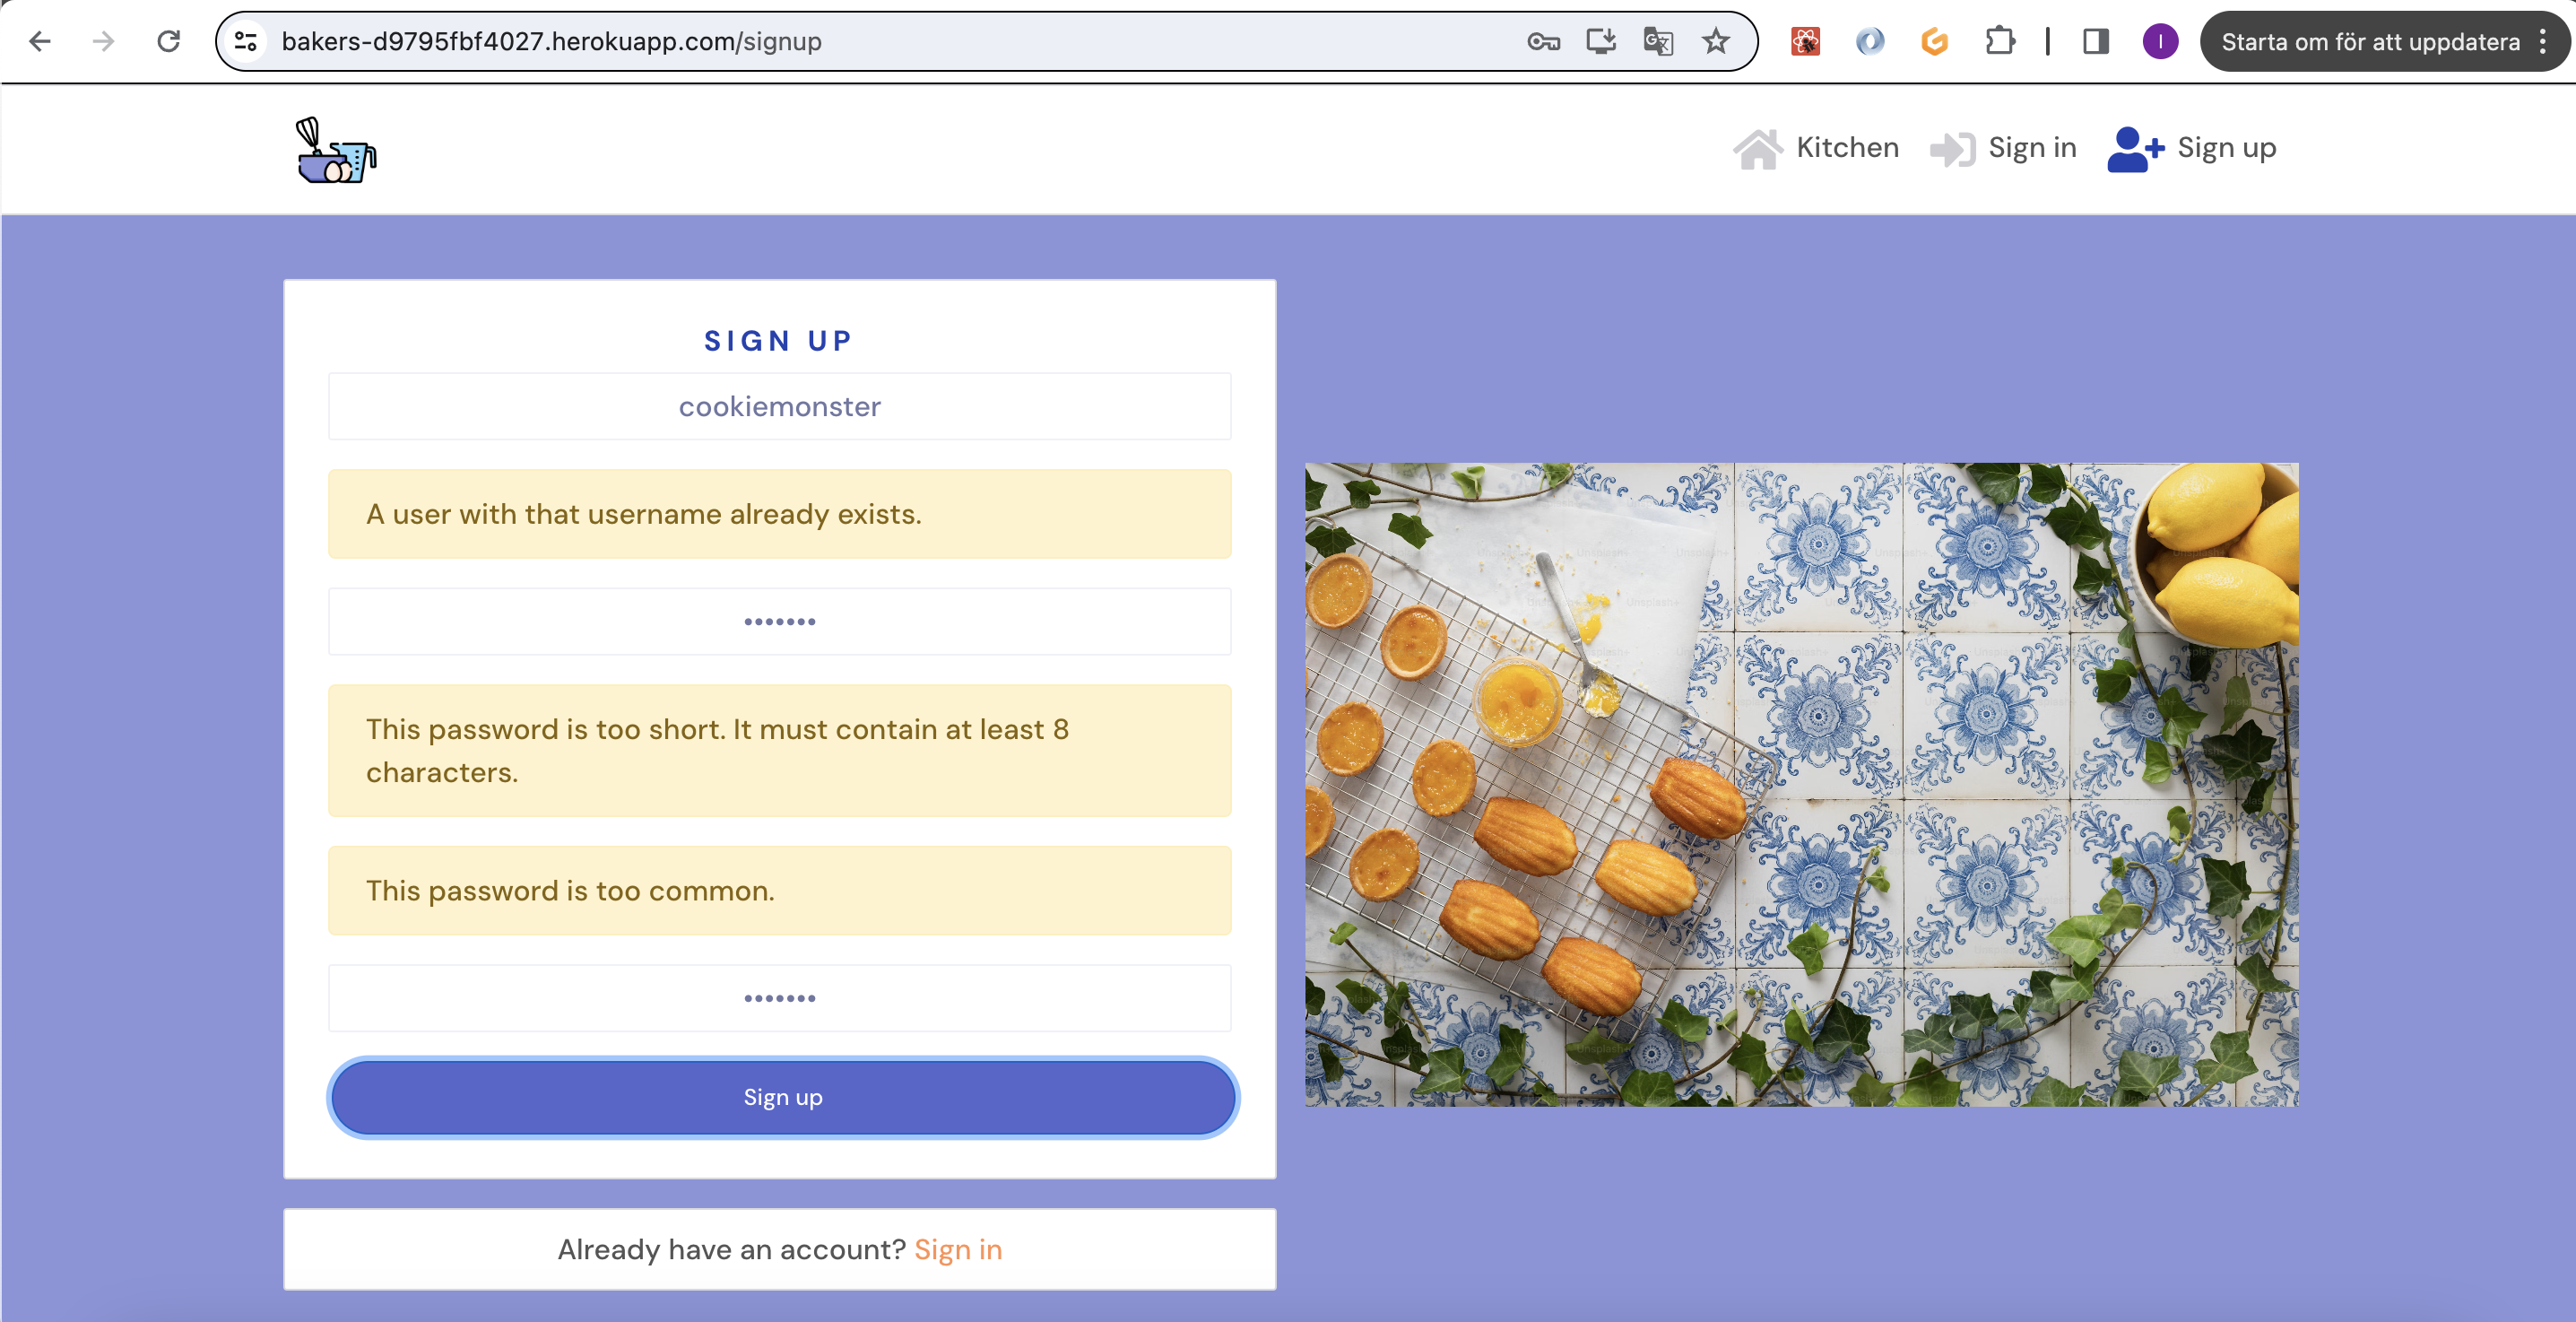 bakers-d9795fbf4027.herokuapp.com/signup
I
Starta om för att uppdatera
Kitchen
Sign in
Sign up
SIGN UP
cookiemonster
A user with that username already exists.
•••••••
This password is too short. It must contain at least 8
characters.
This password is too common.
•••••••
Sign up
Already have an account? Sign in